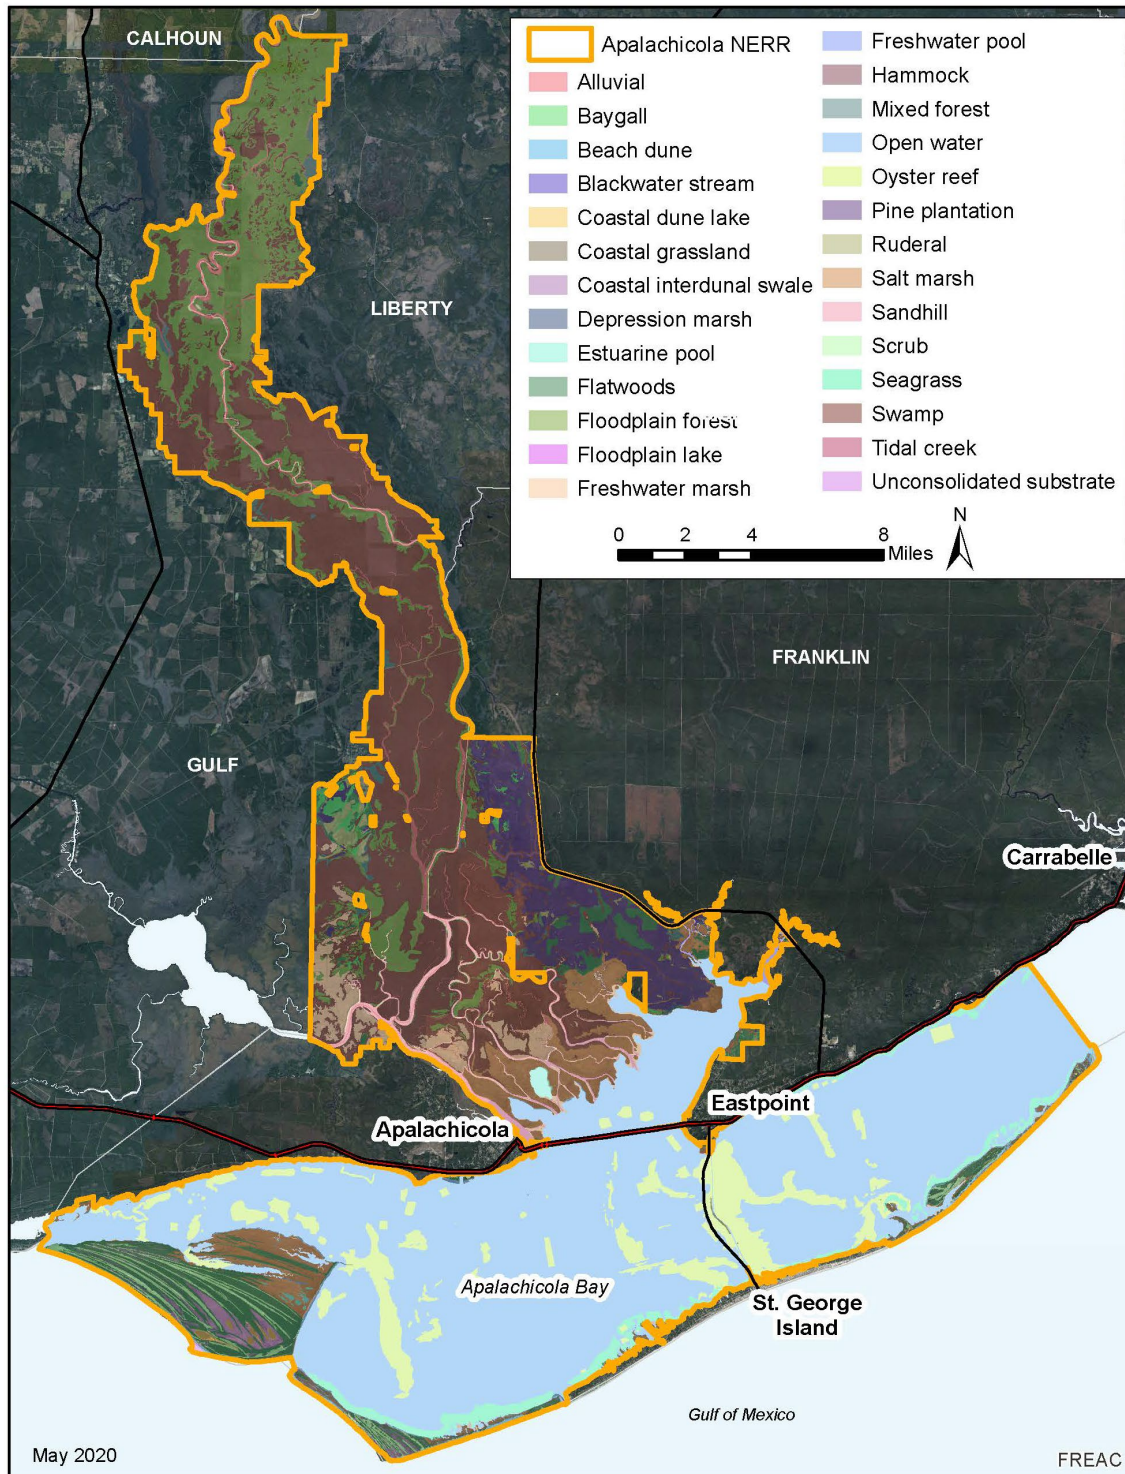 CALHOUN
LIBERTY
FRANKLIN
GULF
Carrabelle
Eastpoint
Apalachicola
Apalachicola Bay
St. George
Island
Gulf of Mexico
May 2020
FREAC
Apalachicola NERR
Alluvial
Baygall
Beach dune
Blackwater stream
Coastal dune lake
Coastal grassland
Coastal interdunal swale
Depression marsh
Estuarine pool
Flatwoods
Floodplain forest
Floodplain lake
Freshwater marsh
Freshwater pool
Hammock
Mixed forest
Open water
Oyster reef
Pine plantation
Ruderal
Salt marsh
Sandhill
Scrub
Seagrass
Swamp
Tidal creek
Unconsolidated substrate
0 2 4 8
Miles
N